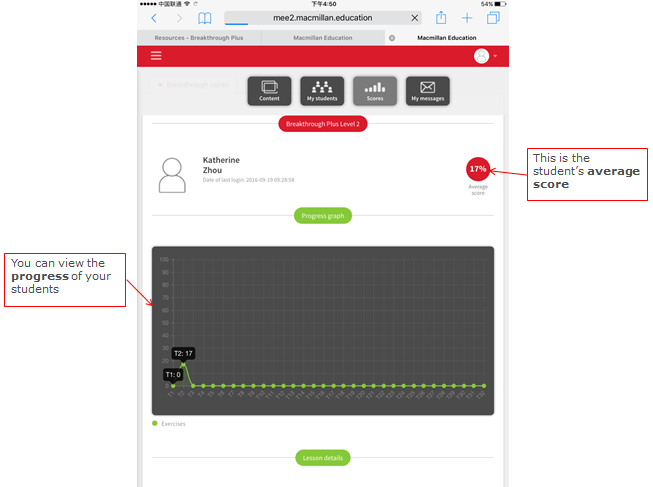 中国联通
下午4:50
54%
mee2.macmillan.education
Resources - Breakthrough Plus
Macmillan Education
Macmillan Education
Content
My students
Scores
My messages
Breakthrough Plus Level 2
Katherine
Zhou
Date of last login: 2016-09-19 09:28:58
17%
Average
score
This is the
student's average
score
Progress graph
You can view the
progress of your
students
100
90
80
70
60
50
40
30
20
10
0
T2: 17
T1: 0
T1 T2 T3 T4 T5 T6 T7 T8 T9 T10 T11 T12 T13 T14 T15 T16 T17 T18 T19 T20 T21 T22 T23 T24 T25 T26 T27 T28 T29 T30 T31 T32
Exercises
Lesson details